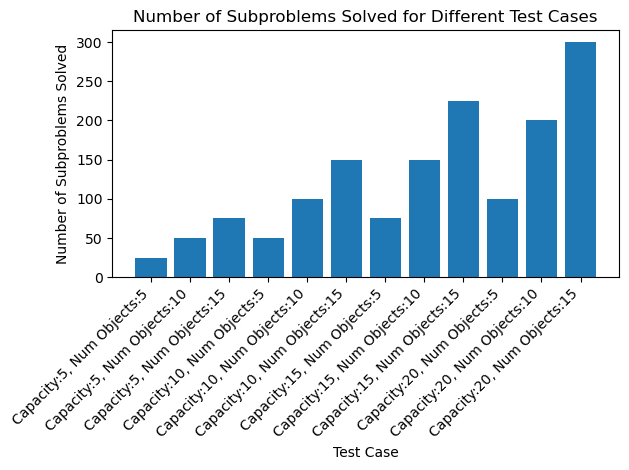 Number of Subproblems Solved for Different Test Cases
Number of Subproblems Solved
300
250
200
150
100
50
0
Capacity:5, Num Objects:5
Capacity:5, Num Objects:10
Capacity:5, Num Objects:15
Capacity:10, Num Objects:5
Capacity:10, Num Objects:10
Capacity:10, Num Objects:15
Capacity:15, Num Objects:5
Capacity:15, Num Objects:10
Capacity:15, Num Objects:15
Capacity:20, Num Objects:5
Capacity:20, Num Objects:10
Capacity:20, Num Objects:15
Test Case